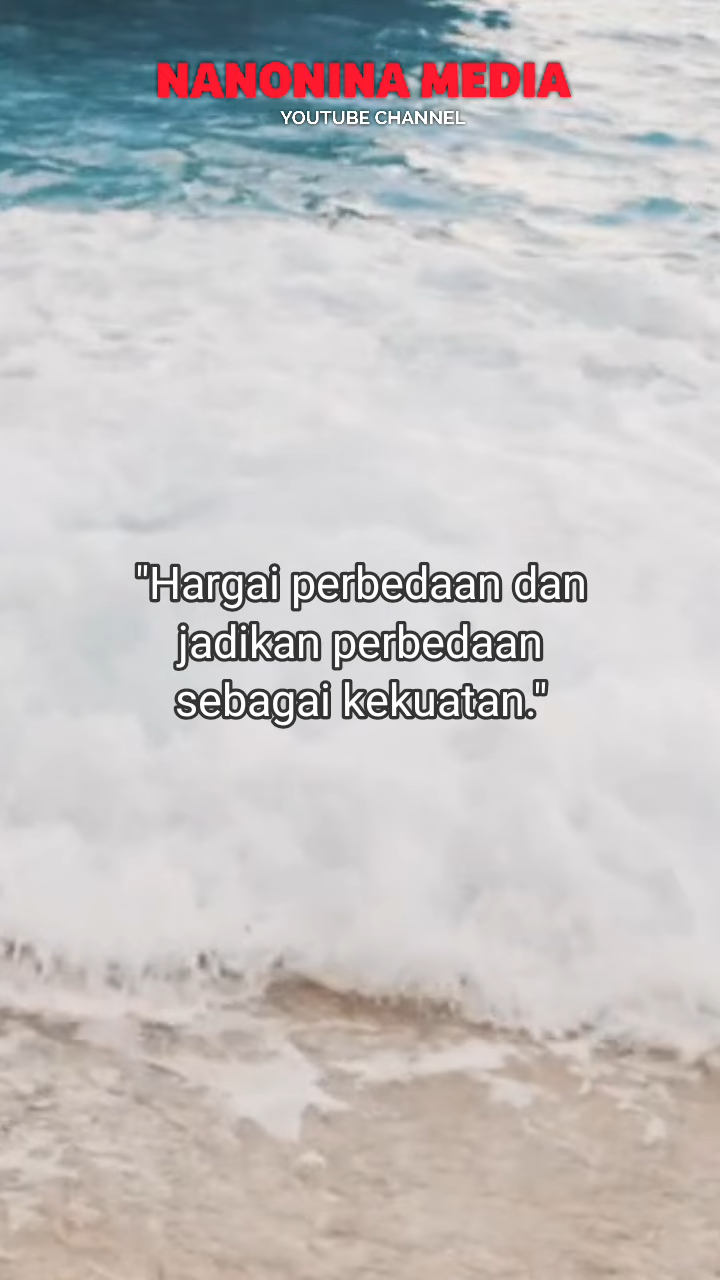 NANONINA MEDIA
YOUTUBE CHANNEL
"Hargai perbedaan dan
jadikan perbedaan
sebagai kekuatan."